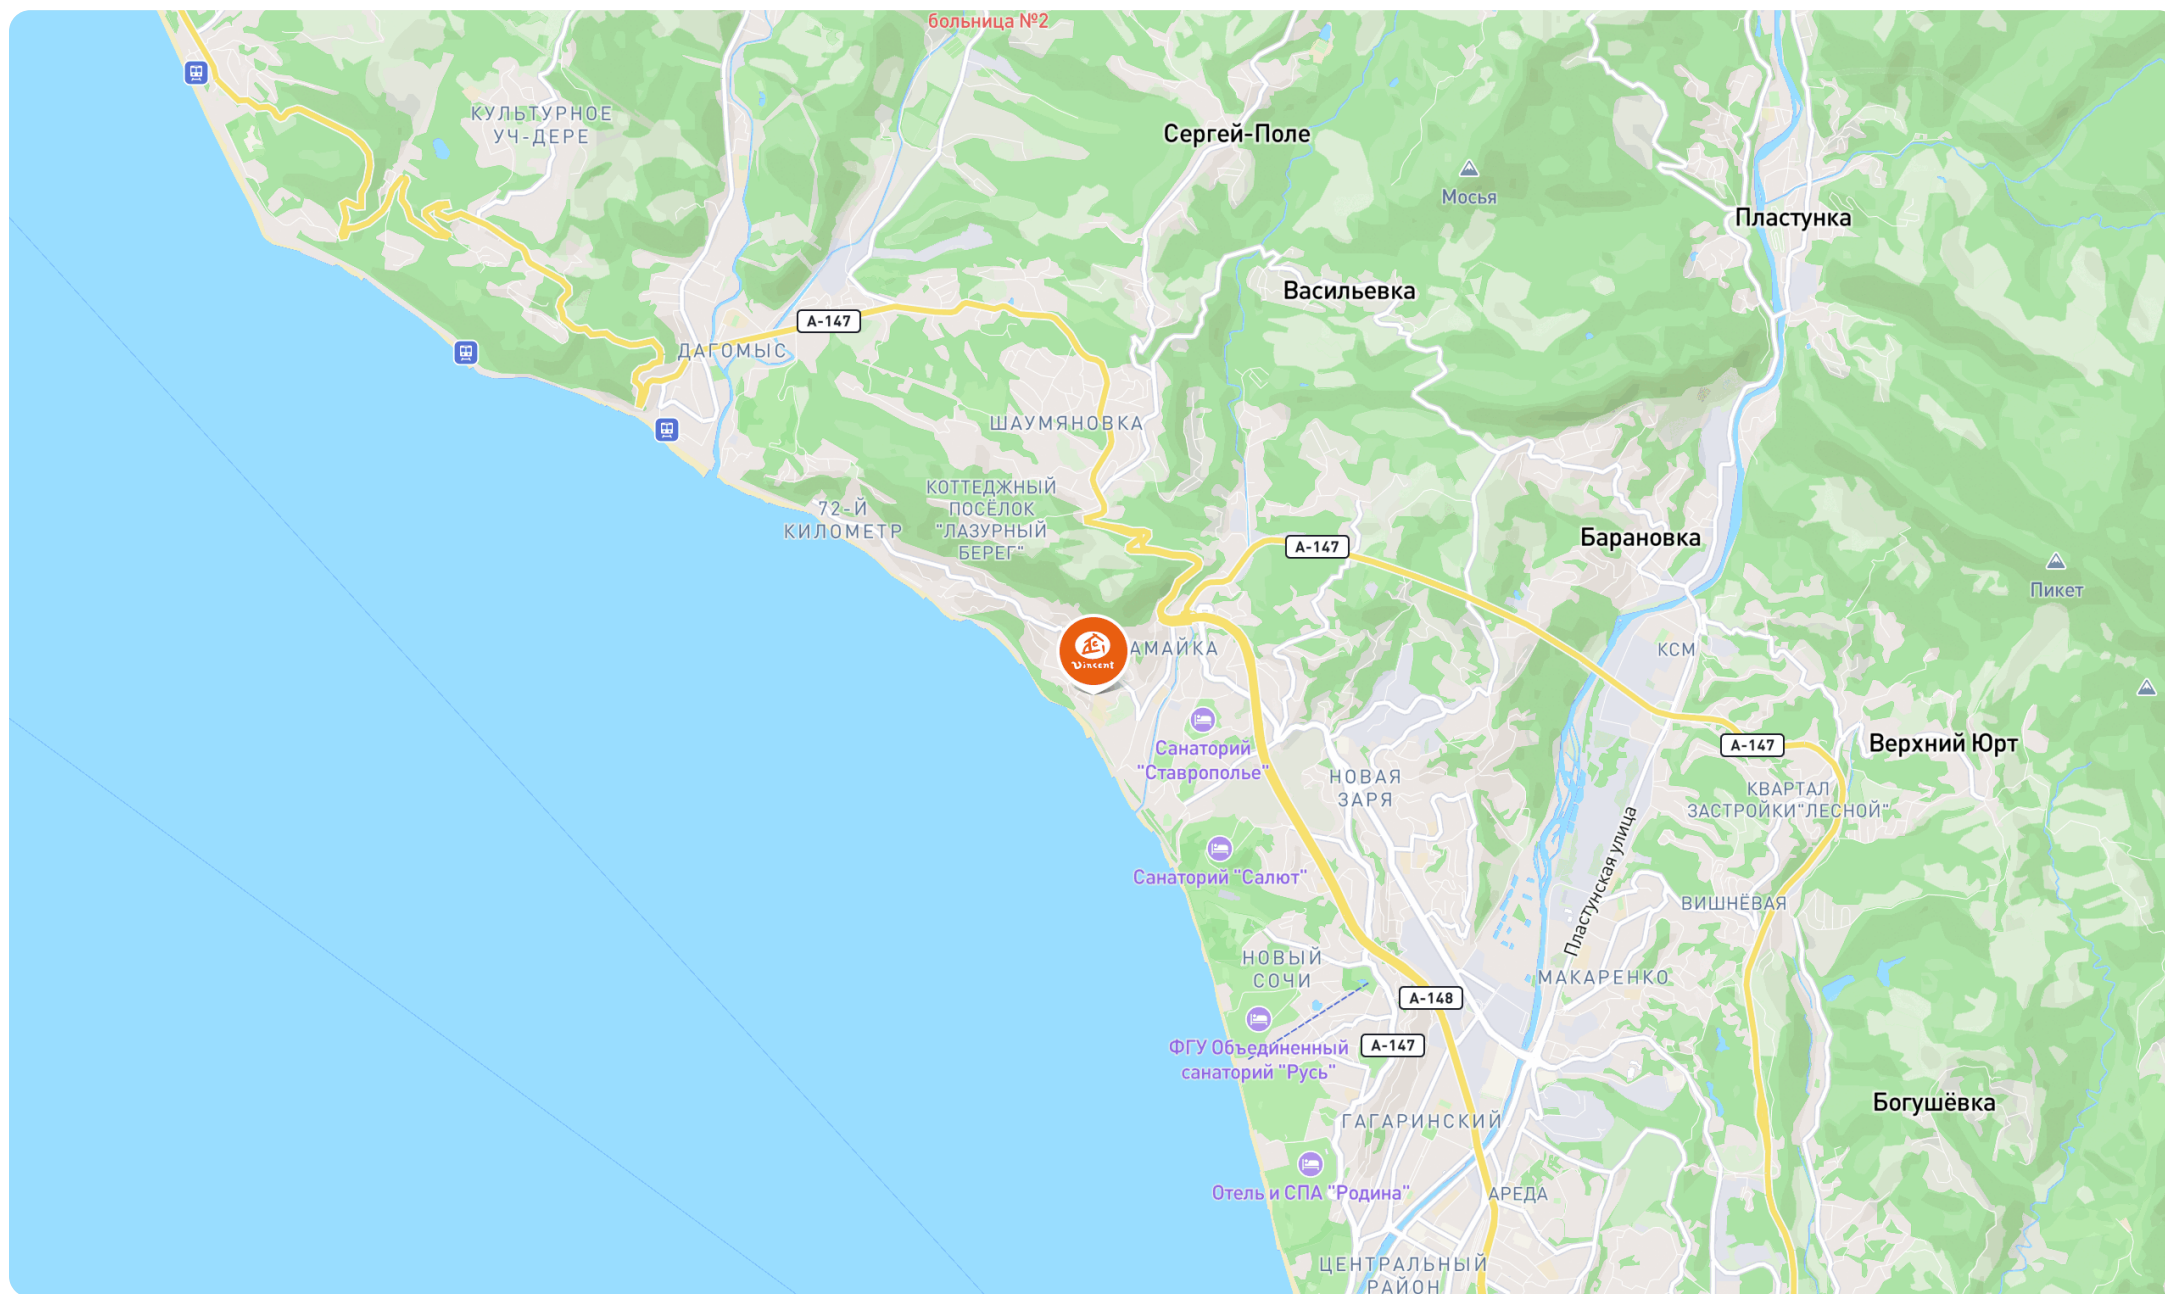 больница №2
КУЛЬТУРНОЕ
УЧ-ДЕРЕ
Сергей-Поле
Мосья
Пластунка
Васильевка
А-147
ДАГОМЫС
ШАУМЯНОВКА
КОТТЕДЖНЫЙ
ПОСЁЛОК
"ЛАЗУРНЫЙ
БЕРЕГ"
72-Й
КИЛОМЕТР
А-147
Барановка
Пикет
Vincent
АМАЙКА
КСМ
Санаторий
"Ставрополье"
НОВАЯ
ЗАРЯ
А-147
Верхний Юрт
КВАРТАЛ
ЗАСТРОЙКИ"ЛЕСНОЙ"
Пластунская улица
Санаторий "Салют"
ВИШНЁВАЯ
НОВЫЙ
СОЧИ
МАКАРЕНКО
А-148
А-147
ФГУ Объединенный
санаторий "Русь"
Богушёвка
ГАГАРИНСКИЙ
Отель и СПА "Родина"
АРЕДА
ЦЕНТРАЛЬНЫЙ
РАЙОН